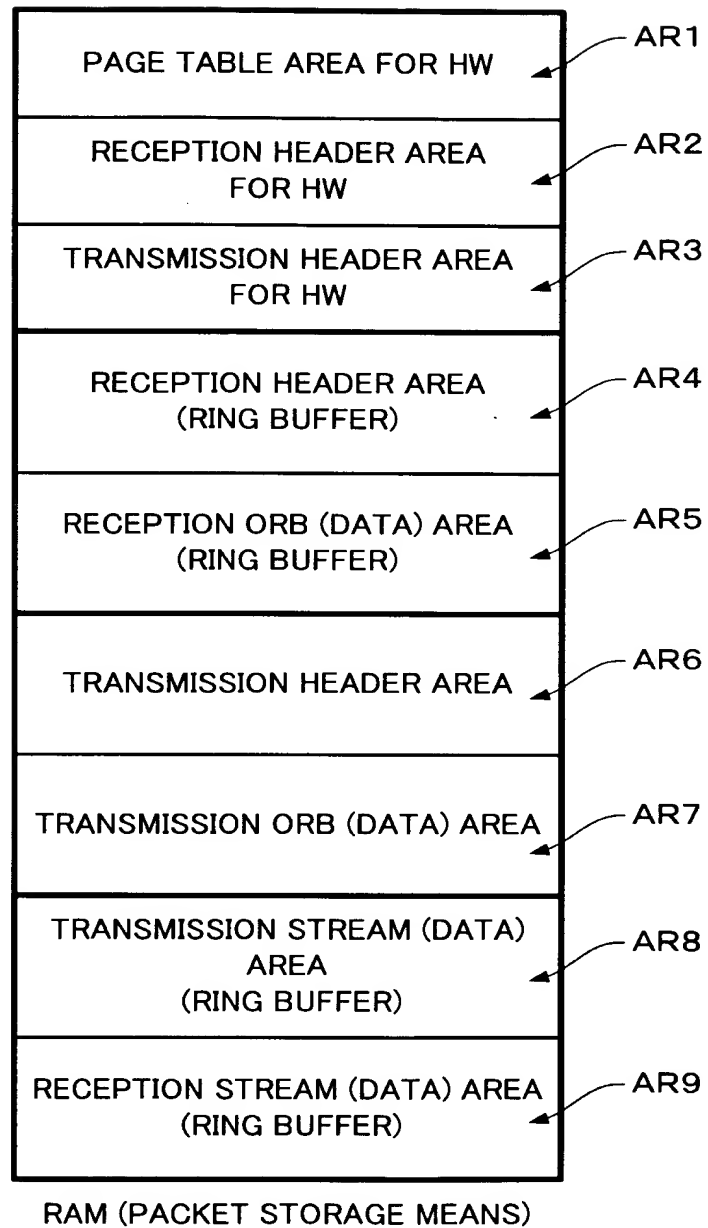 PAGE TABLE AREA FOR HW
AR1
RECEPTION HEADER AREA
FOR HW
AR2
TRANSMISSION HEADER AREA
FOR HW
AR3
RECEPTION HEADER AREA
(RING BUFFER)
AR4
RECEPTION ORB (DATA) AREA
(RING BUFFER)
AR5
TRANSMISSION HEADER AREA
AR6
TRANSMISSION ORB (DATA) AREA
AR7
TRANSMISSION STREAM (DATA)
AREA
(RING BUFFER)
AR8
RECEPTION STREAM (DATA) AREA
(RING BUFFER)
AR9
RAM (PACKET STORAGE MEANS)